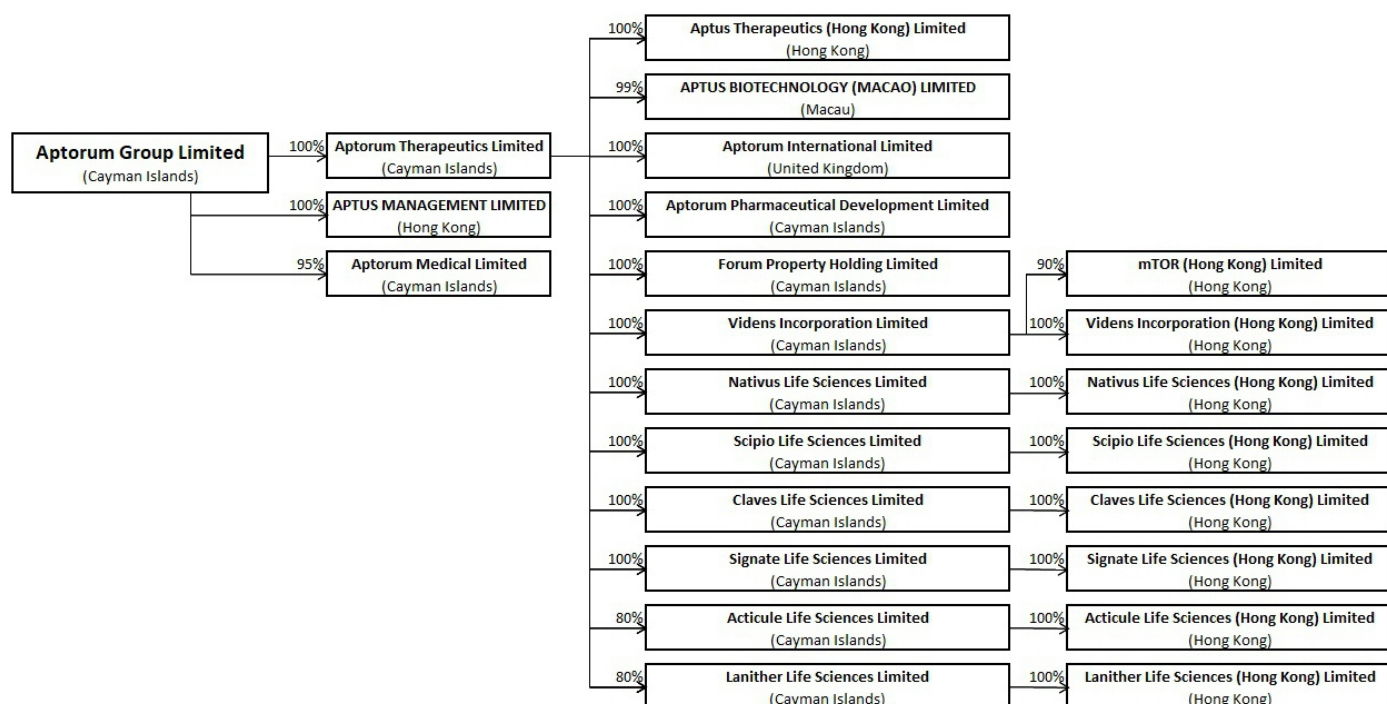 Aptorum Group Limited
(Cayman Islands)
100%
Aptorum Therapeutics Limited
(Cayman Islands)
100%
APTUS MANAGEMENT LIMITED
(Hong Kong)
95%
Aptorum Medical Limited
(Cayman Islands)
100%
Aptus Therapeutics (Hong Kong) Limited
(Hong Kong)
99%
APTUS BIOTECHNOLOGY (MACAO) LIMITED
(Macau)
100%
Aptorum International Limited
(United Kingdom)
100%
Aptorum Pharmaceutical Development Limited
(Cayman Islands)
100%
Forum Property Holding Limited
(Cayman Islands)
100%
Videns Incorporation Limited
(Cayman Islands)
90%
mTOR (Hong Kong) Limited
(Hong Kong)
100%
Videns Incorporation (Hong Kong) Limited
(Hong Kong)
100%
Nativus Life Sciences Limited
(Cayman Islands)
100%
Nativus Life Sciences (Hong Kong) Limited
(Hong Kong)
100%
Scipio Life Sciences Limited
(Cayman Islands)
100%
Scipio Life Sciences (Hong Kong) Limited
(Hong Kong)
100%
Claves Life Sciences Limited
(Cayman Islands)
100%
Claves Life Sciences (Hong Kong) Limited
(Hong Kong)
100%
Signate Life Sciences Limited
(Cayman Islands)
100%
Signate Life Sciences (Hong Kong) Limited
(Hong Kong)
80%
Acticule Life Sciences Limited
(Cayman Islands)
100%
Acticule Life Sciences (Hong Kong) Limited
(Hong Kong)
80%
Lanither Life Sciences Limited
(Cayman Islands)
100%
Lanither Life Sciences (Hong Kong) Limited
(Hong Kong)